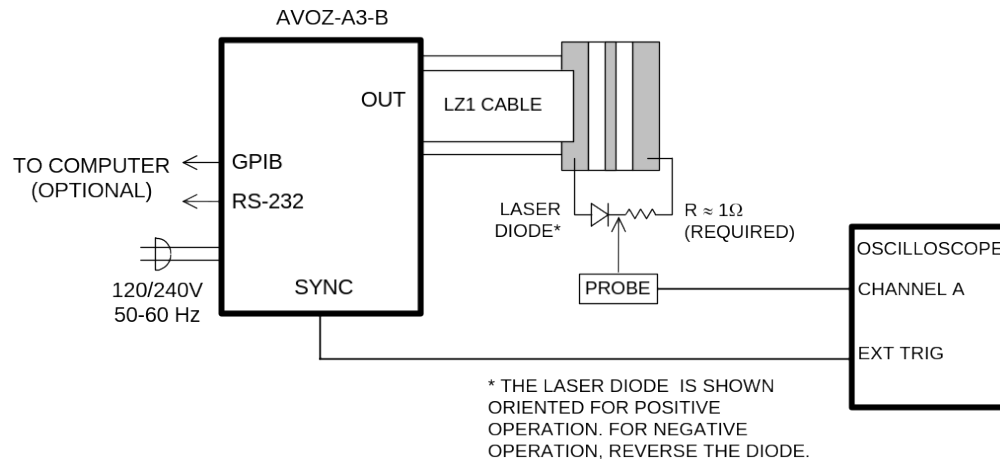 AVOZ-A3-B
OUT
LZ1 CABLE
TO COMPUTER
(OPTIONAL)
GPIB
RS-232
LASER
DIODE*
R ≈ 1Ω
(REQUIRED)
120/240V
50-60 Hz
SYNC
PROBE
OSCILLOSCOPE
CHANNEL A
EXT TRIG
* THE LASER DIODE  IS SHOWN
ORIENTED FOR POSITIVE
OPERATION. FOR NEGATIVE
OPERATION, REVERSE THE DIODE.